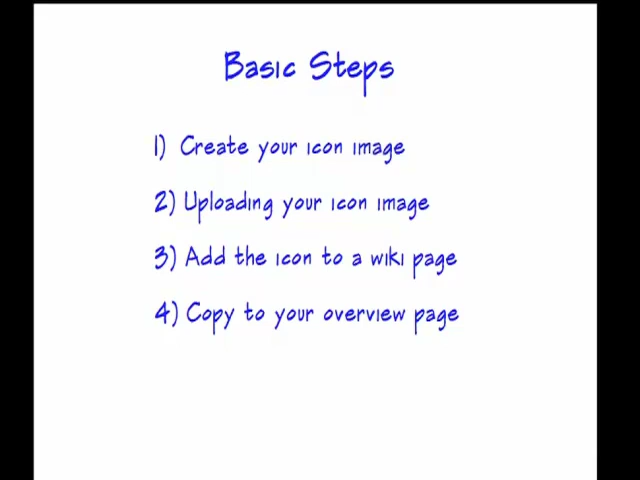 Basic Steps
1) Create your icon image
2) Uploading your icon image
3) Add the icon to a wiki page
4) Copy to your overview page